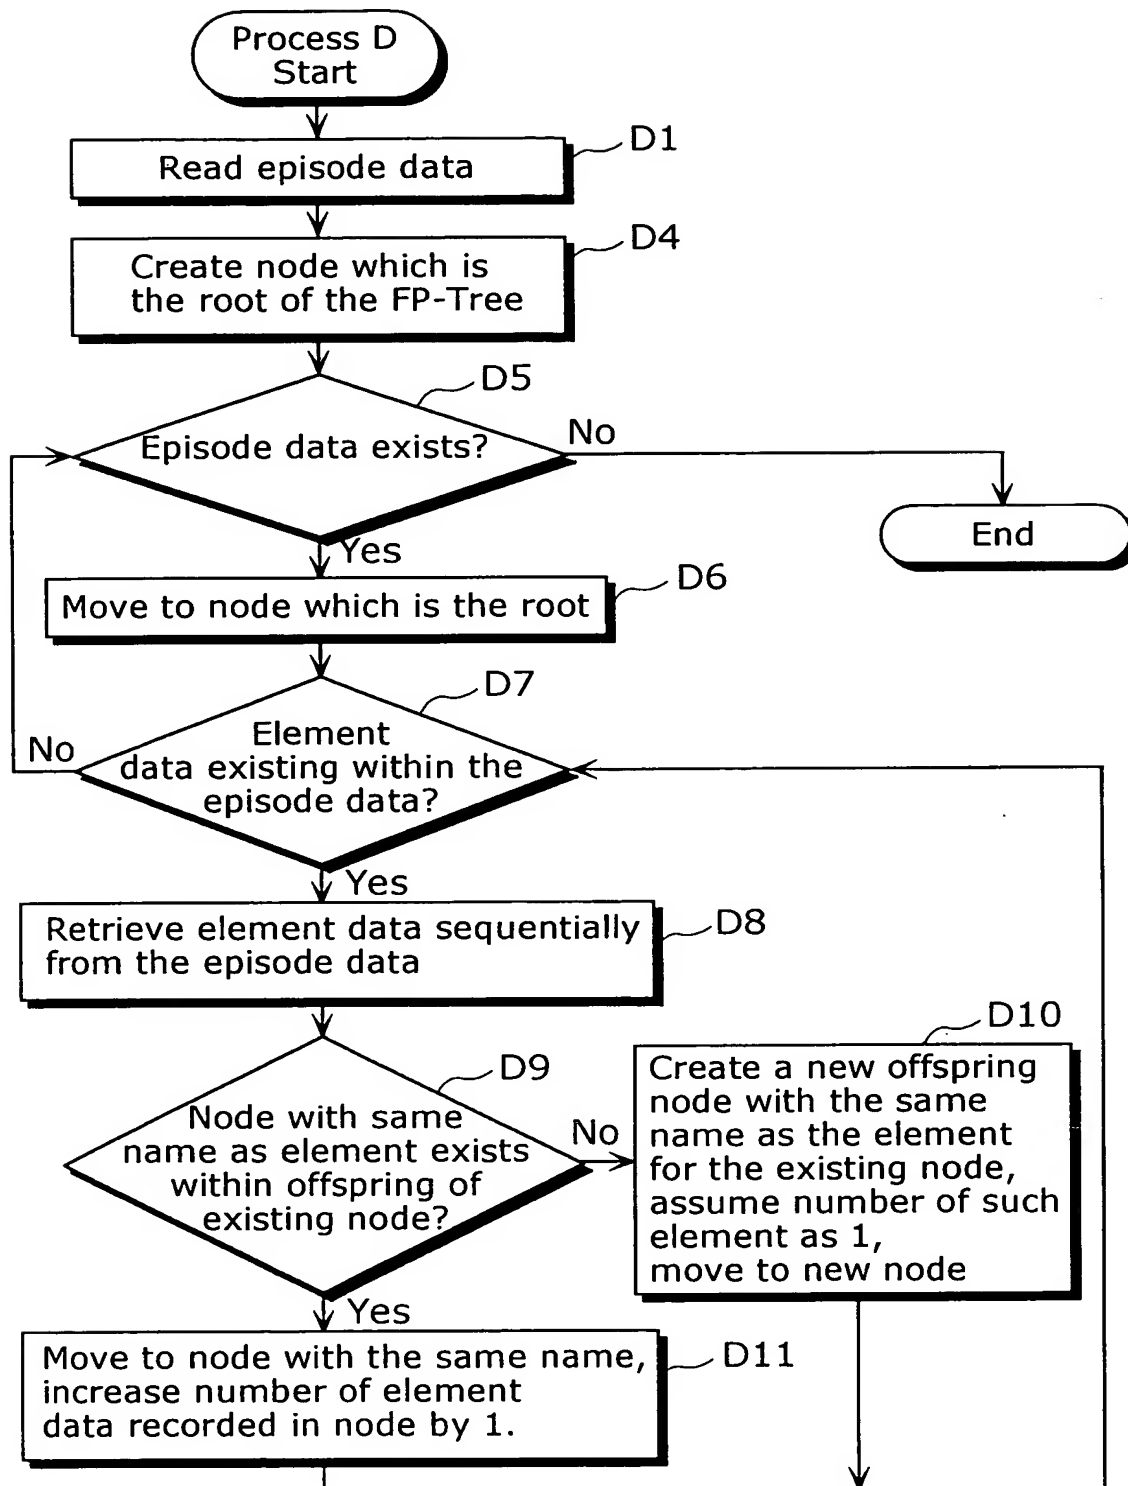 Process D
Start
D1
Read episode data
D4
Create node which is
the root of the FP-Tree
D5
Episode data exists?
No
End
Yes
D6
Move to node which is the root
D7
Element
data existing within the
episode data?
No
Yes
D8
Retrieve element data sequentially
from the episode data
D9
Node with same
name as element exists
within offspring of
existing node?
No
D10
Create a new offspring
node with the same
name as the element
for the existing node,
assume number of such
element as 1,
move to new node
Yes
D11
Move to node with the same name,
increase number of element
data recorded in node by 1.